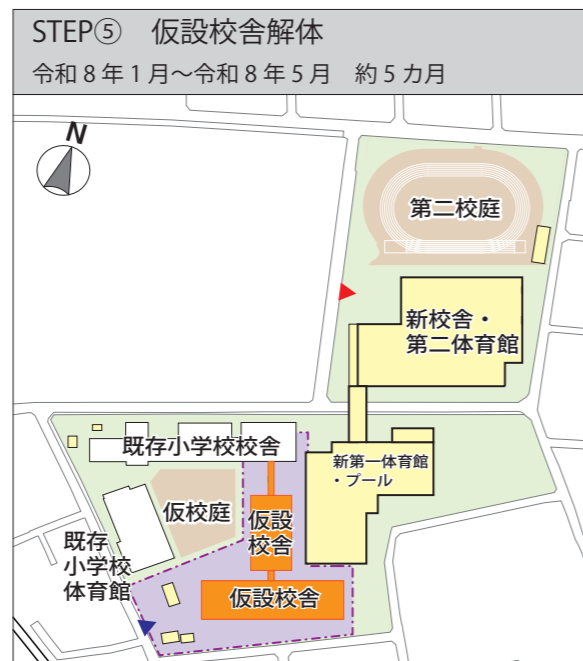 STEP⑤ 仮設校舎解体
令和8年1月～令和8年5月 約5カ月
N
第二校庭
新校舎・
第二体育館
既存小学校校舎
新第一体育館
・プール
仮校庭
仮設
校舎
既存
小学校
体育館
仮設校舎